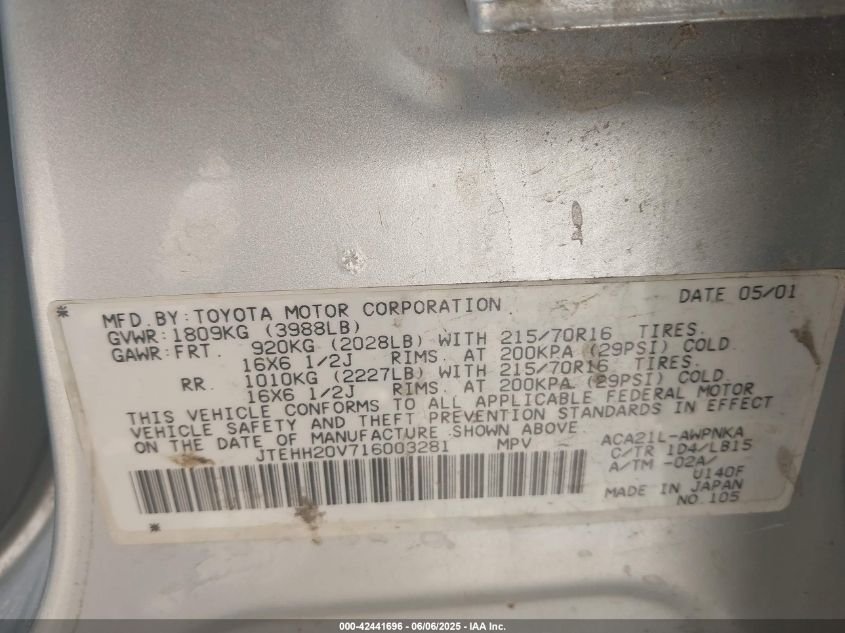 MFD. BY: TOYOTA MOTOR CORPORATION DATE 05/01
GVWR: 1809KG (3988LB)
GAWR: FRT. 920KG (2028LB) WITH 215/70R16 TIRES.
16X6 1/2J RIMS. AT 200KPA (29PSI) COLD.
RR. 1010KG (2227LB) WITH 215/70R16 TIRES.
16X6 1/2J RIMS. AT 200KPA (29PSI) COLD.
THIS VEHICLE CONFORMS TO ALL APPLICABLE FEDERAL MOTOR
VEHICLE SAFETY AND THEFT PREVENTION STANDARDS IN EFFECT
ON THE DATE OF MANUFACTURE SHOWN ABOVE.
JTEHH20V716003281 MPV
ACA21L-AWPNKA
C/TR 1D4/LB15
A/TM -02A/
U140F
MADE IN JAPAN
NO.105
000-42441696 - 06/06/2025 - IAA Inc.